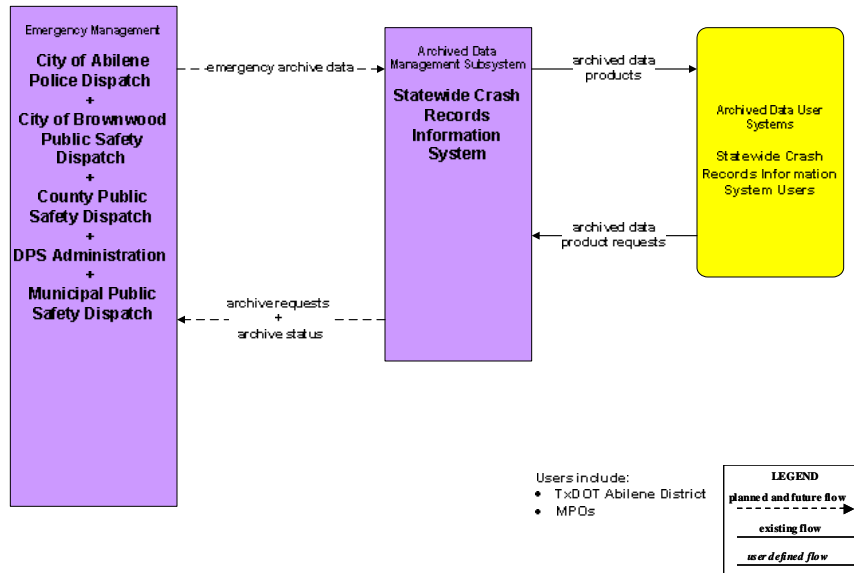 Emergency Management
City of Abilene
Police Dispatch
+
City of Brownwood
Public Safety
Dispatch
+
County Public
Safety Dispatch
+
DPS Administration
+
Municipal Public
Safety Dispatch
emergency archive data
archive requests
+
archive status
Archived Data
Management Subsystem
Statewide Crash
Records
Information
System
archived data
products
archived data
product requests
Archived Data User
Systems
Statewide Crash
Records Information
System Users
Users include:
• TxDOT Abilene District
• MPOs
LEGEND
planned and future flow
existing flow
user defined flow